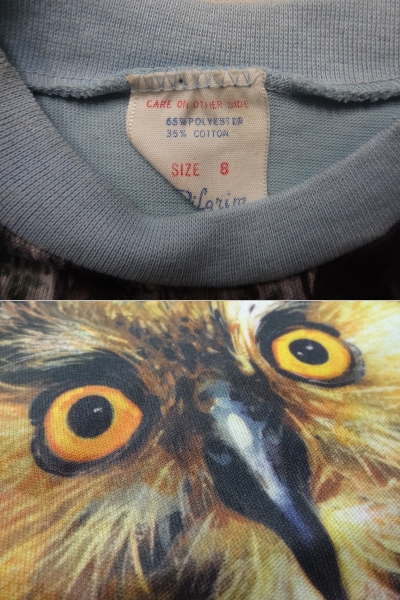 CARE ON OTHER SIDE
65% POLYESTER
35% COTTON
SIZE 8
Pilgrim